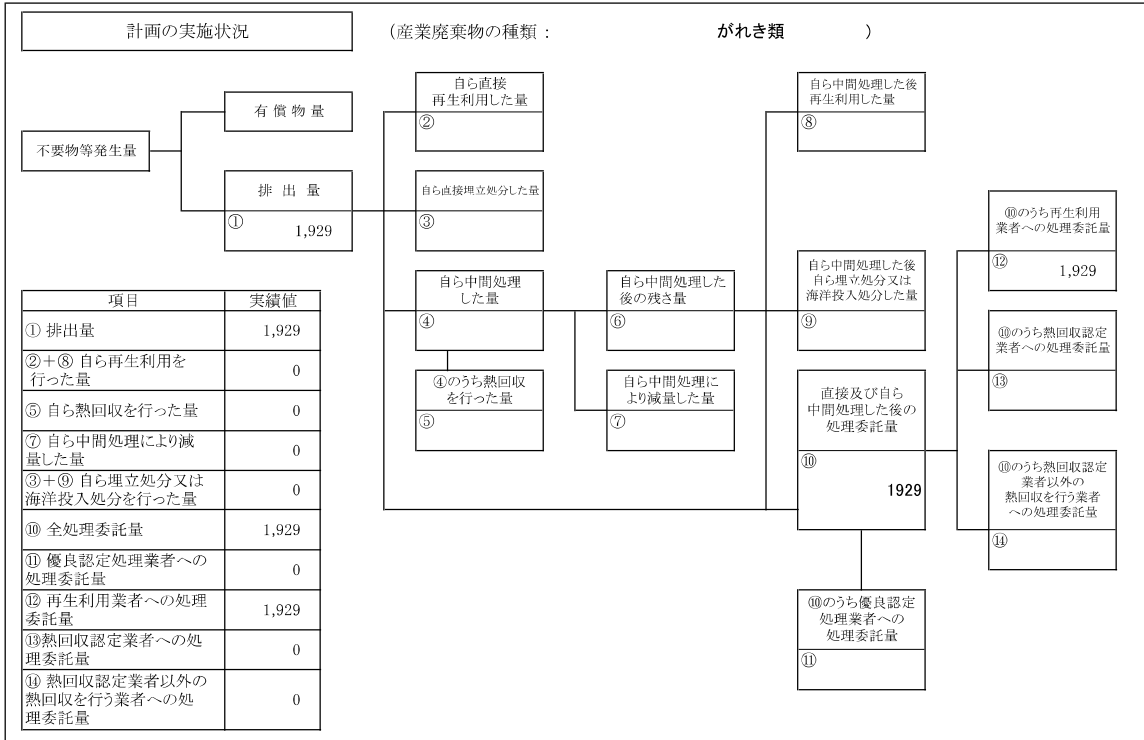 計画の実施状況
(産業廃棄物の種類： がれき類 )
不要物等発生量
有 償 物 量
排 出 量
①
1,929
自ら直接
再生利用した量
②
自ら直接埋立処分した量
③
自ら中間処理
した量
④
④のうち熱回収
を行った量
⑤
自ら中間処理した
後の残さ量
⑥
自ら中間処理に
より減量した量
⑦
自ら中間処理した後
再生利用した量
⑧
自ら中間処理した後
自ら埋立処分又は
海洋投入処分した量
⑨
直接及び自ら
中間処理した後の
処理委託量
⑩
1929
⑩のうち優良認定
処理業者への
処理委託量
⑪
⑩のうち再生利用
業者への処理委託量
⑫
1,929
⑩のうち熱回収認定
業者への処理委託量
⑬
⑩のうち熱回収認定
業者以外の
熱回収を行う業者
への処理委託量
⑭
項目 実績値
① 排出量 1,929
②＋⑧ 自ら再生利用を
行った量 0
⑤ 自ら熱回収を行った量 0
⑦ 自ら中間処理により減
量した量 0
③＋⑨ 自ら埋立処分又は
海洋投入処分を行った量 0
⑩ 全処理委託量 1,929
⑪ 優良認定処理業者への
処理委託量 0
⑫ 再生利用業者への処理
委託量 1,929
⑬熱回収認定業者への処
理委託量 0
⑭ 熱回収認定業者以外の
熱回収を行う業者への処
理委託量 0